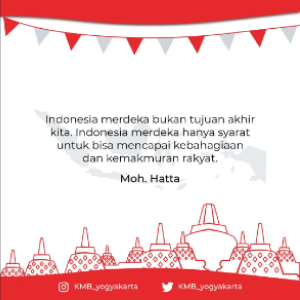 Indonesia merdeka bukan tujuan akhir
kita. Indonesia merdeka hanya syarat
untuk bisa mencapai kebahagiaan
dan kemakmuran rakyat.
Moh. Hatta
KMB_yogyakarta KMB_yogyakarta